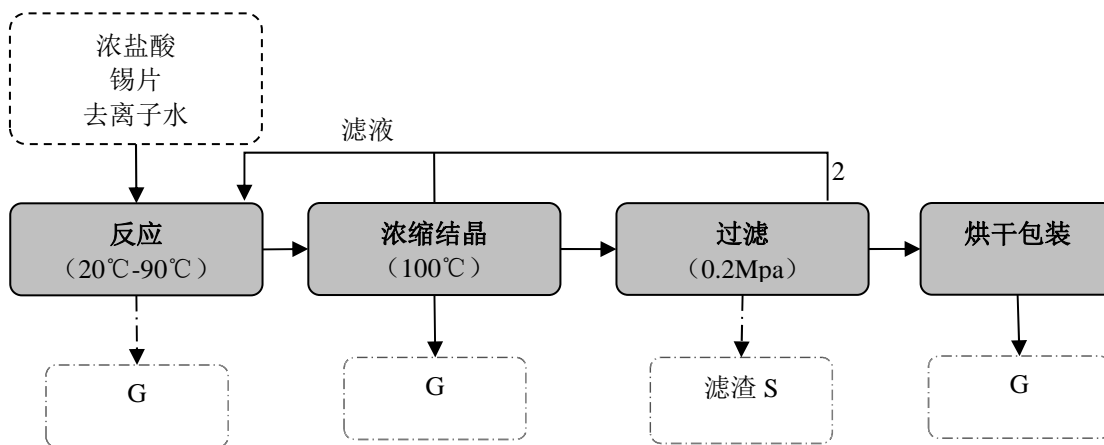 浓盐酸
锡片
去离子水
滤液
2
反应
（20℃-90℃）
浓缩结晶
（100℃）
过滤
（0.2Mpa）
烘干包装
G
G
滤渣 S
G